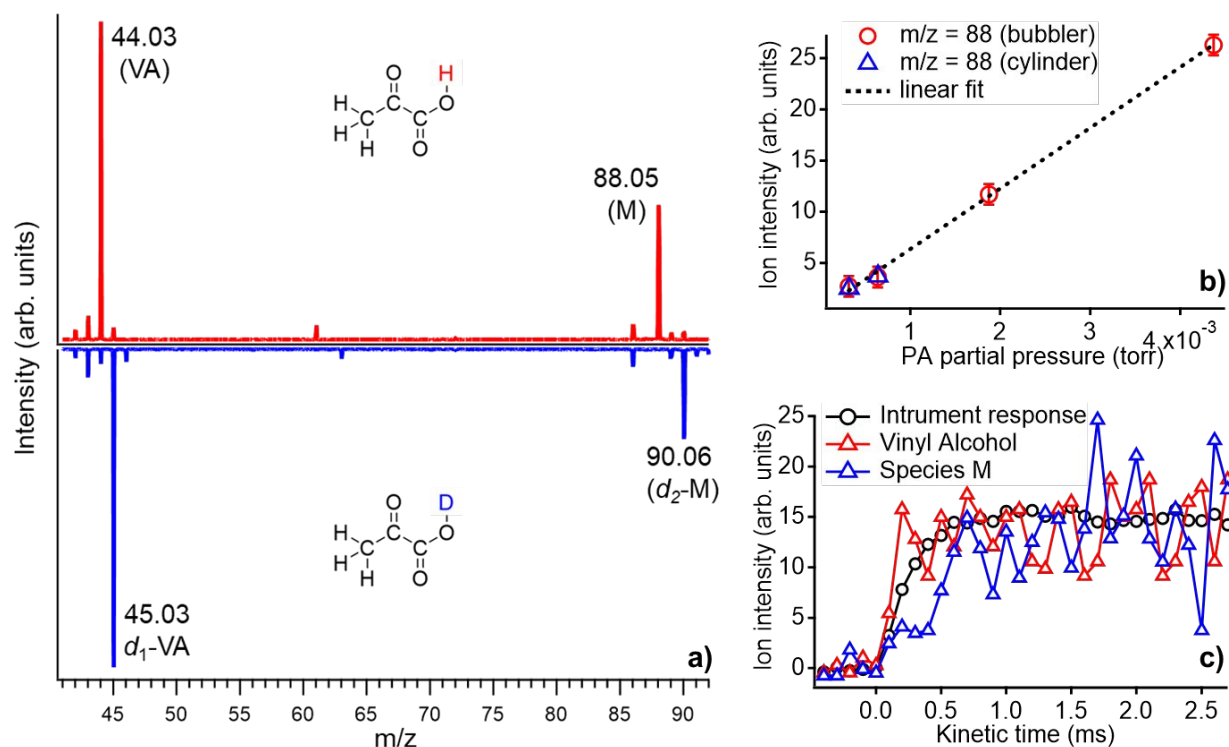 44.03
(VA)
O
H
H
C
C
O
C
H
H
O
88.05
(M)
Intensity (arb. units)
45.03
d1-VA
O
D
H
C
C
O
C
H
H
O
90.06
(d2-M)
a)
45 50 55 60 65 70 75 80 85 90
m/z
m/z = 88 (bubbler)
m/z = 88 (cylinder)
linear fit
Ion intensity (arb. units)
25
20
15
10
5
b)
1 2 3 4x10-3
PA partial pressure (torr)
Intrument response
Vinyl Alcohol
Species M
Ion intensity (arb. units)
25
20
15
10
5
0
c)
0.0 0.5 1.0 1.5 2.0 2.5
Kinetic time (ms)